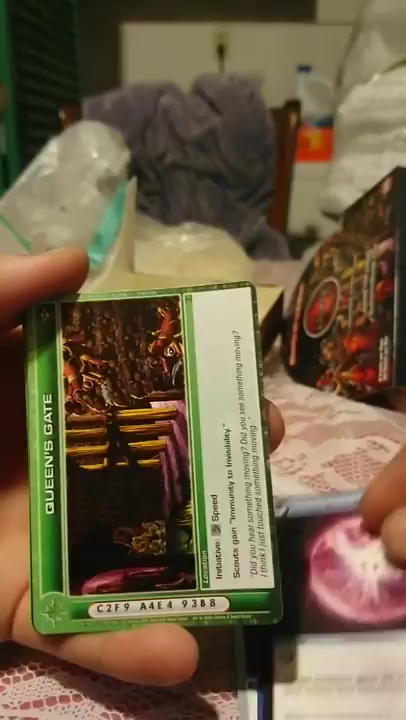 QUEEN'S GATE
Location
Initiative: Speed
Scouts gain "Immunity to Invisibility."
"Did you hear something moving? Did you see something moving?
I think I just touched something moving"
C2F9 A4E4 93B8